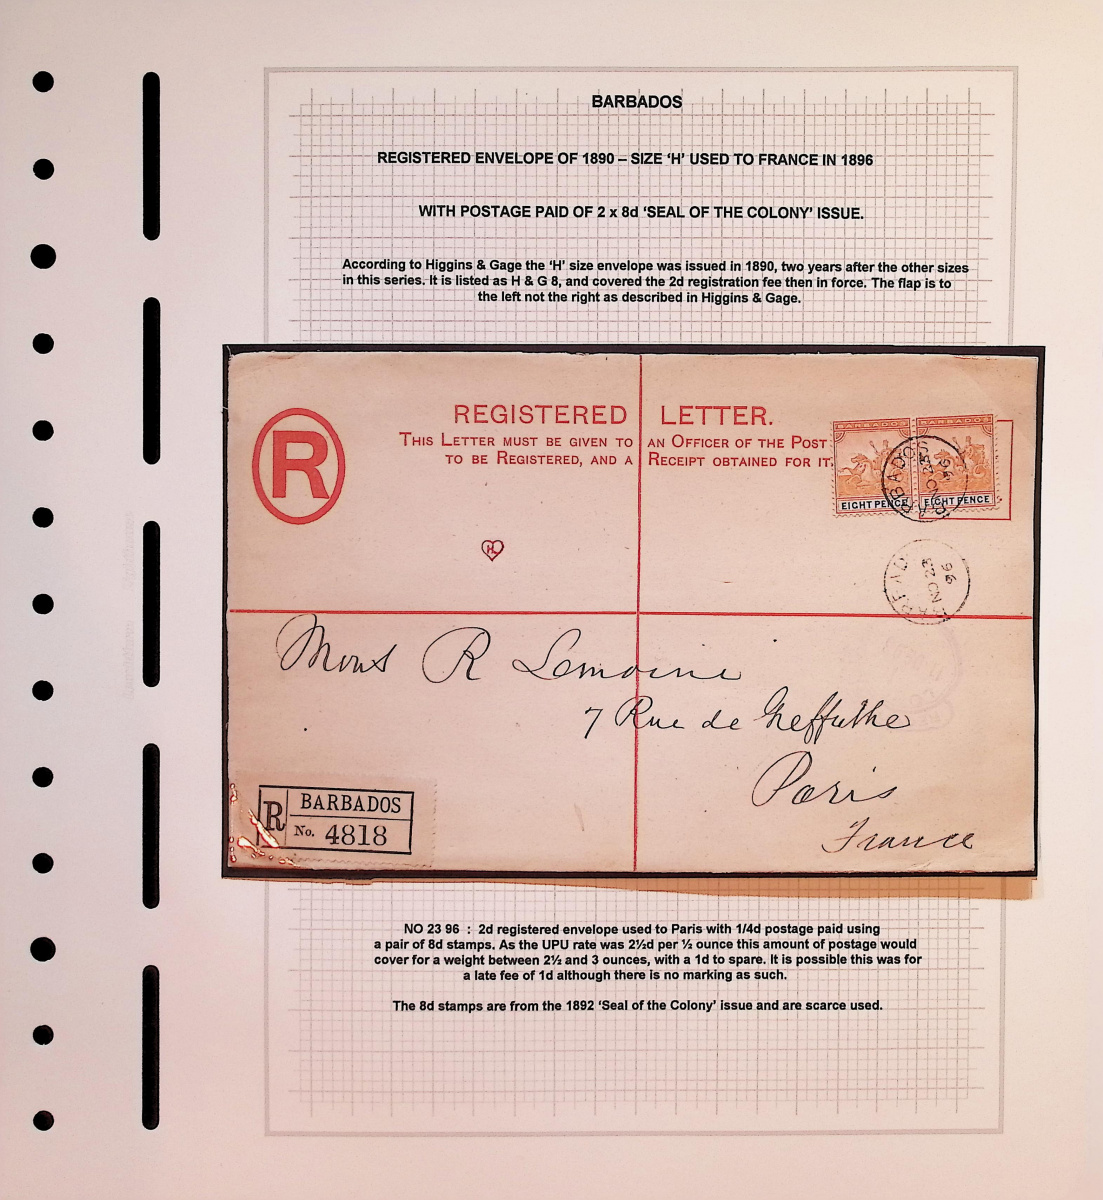 BARBADOS
REGISTERED ENVELOPE OF 1890 – SIZE ‘H’ USED TO FRANCE IN 1896
WITH POSTAGE PAID OF 2 x 8d ‘SEAL OF THE COLONY’ ISSUE.
According to Higgins & Gage the ‘H’ size envelope was issued in 1890, two years after the other sizes
in this series. It is listed as H & G 8, and covered the 2d registration fee then in force. The flap is to
the left not the right as described in Higgins & Gage.
REGISTERED LETTER.
THIS LETTER MUST BE GIVEN TO AN OFFICER OF THE POST
TO BE REGISTERED, AND A RECEIPT OBTAINED FOR IT.
R
BARBADOS BARBADOS
EIGHT PENCE EIGHT PENCE
BARBADOS
NO 23
96
H
BARBAD
NO 23
96
Mons R Lemoine
7 Rue de Greffulhe
Paris
France
R BARBADOS
No. 4818
NO 23 96 : 2d registered envelope used to Paris with 1/4d postage paid using
a pair of 8d stamps. As the UPU rate was 2½d per ½ ounce this amount of postage would
cover for a weight between 2½ and 3 ounces, with a 1d to spare. It is possible this was for
a late fee of 1d although there is no marking as such.
The 8d stamps are from the 1892 ‘Seal of the Colony’ issue and are scarce used.